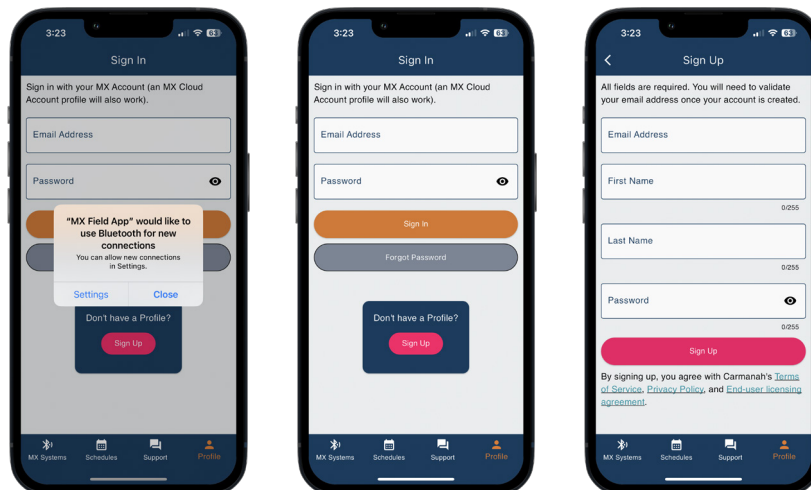 3:23
63
Sign In
Sign in with your MX Account (an MX Cloud
Account profile will also work).
Email Address
Password
"MX Field App" would like to
use Bluetooth for new
connections
You can allow new connections
in Settings.
Settings
Close
Don't have a Profile?
Sign Up
MX Systems
Schedules
Support
Profile
3:23
63
Sign In
Sign in with your MX Account (an MX Cloud
Account profile will also work).
Email Address
Password
Sign In
Forgot Password
Don't have a Profile?
Sign Up
MX Systems
Schedules
Support
Profile
3:23
63
Sign Up
All fields are required. You will need to validate
your email address once your account is created.
Email Address
First Name
0/255
Last Name
0/255
Password
0/255
Sign Up
By signing up, you agree with Carmanah's Terms
of Service, Privacy Policy, and End-user licensing
agreement.
MX Systems
Schedules
Support
Profile